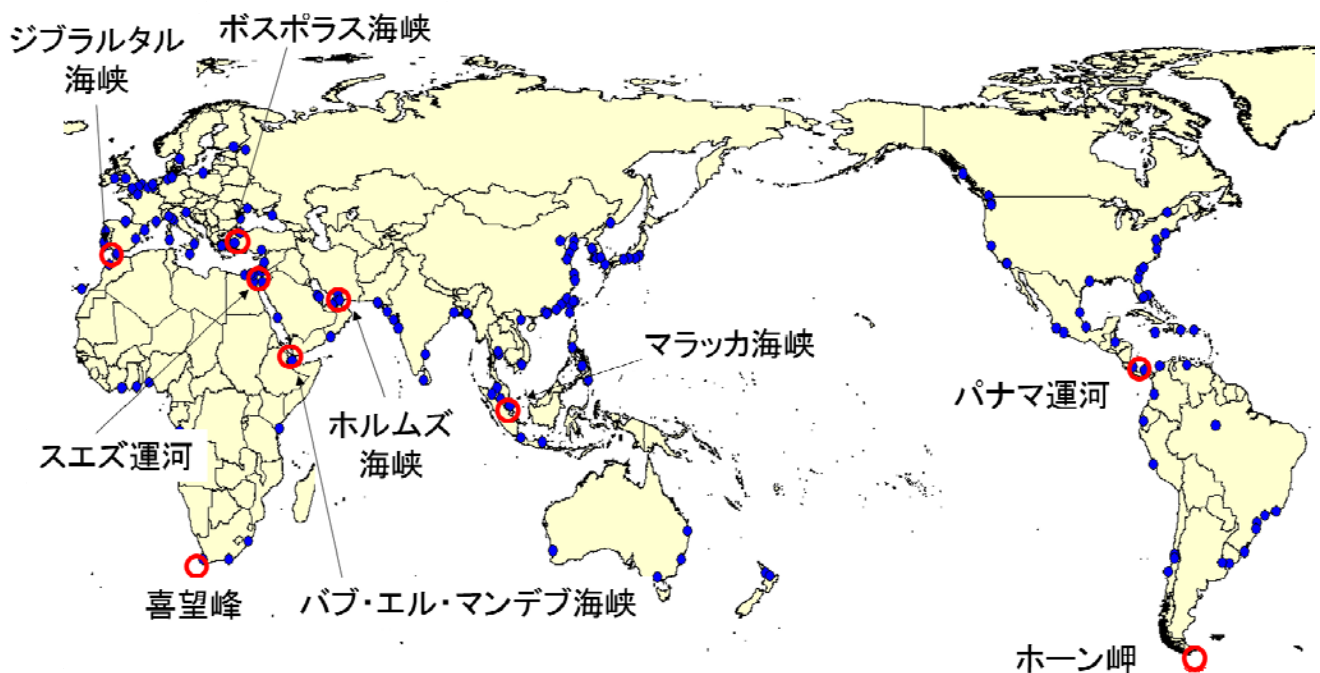 ジブラルタル
海峡
ボスポラス海峡
マラッカ海峡
パナマ運河
ホルムズ
海峡
スエズ運河
喜望峰
バブ・エル・マンデブ海峡
ホーン岬